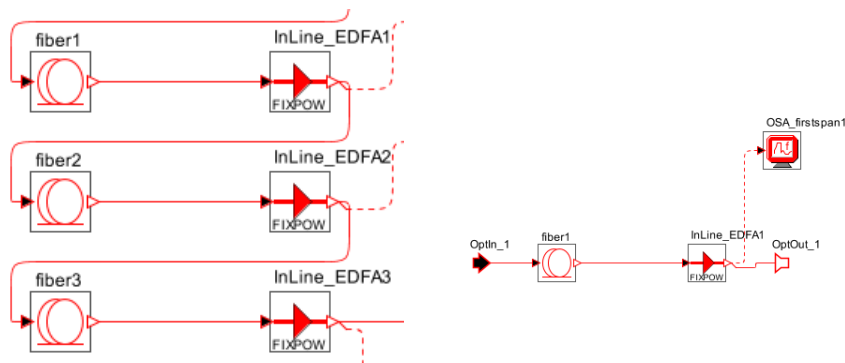 fiber1
InLine_EDFA1
FIXPOW
fiber2
InLine_EDFA2
FIXPOW
fiber3
InLine_EDFA3
FIXPOW
OSA_firstspan1
OptIn_1
fiber1
InLine_EDFA1
FIXPOW
OptOut_1